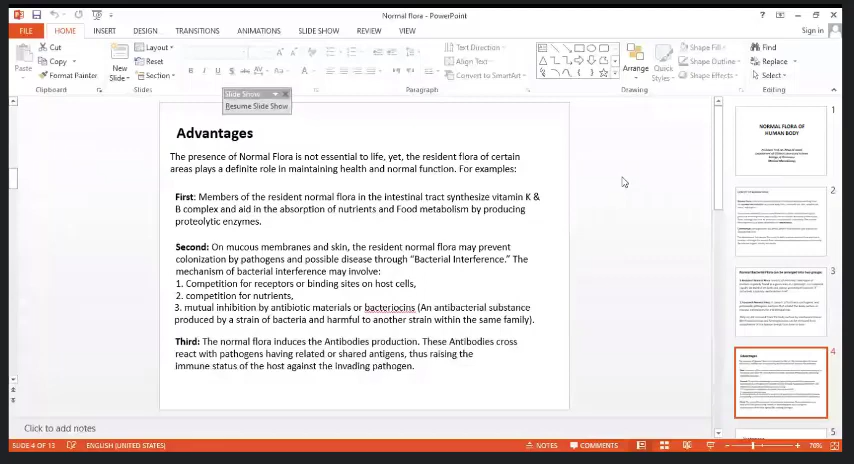 Normal flora - PowerPoint
FILE HOME INSERT DESIGN TRANSITIONS ANIMATIONS SLIDE SHOW REVIEW VIEW Sign in
Paste
Cut
Copy
Format Painter
Clipboard
New
Slide
Layout
Reset
Section
Slides
Paragraph
Text Direction
Align Text
Convert to SmartArt
Arrange
Quick
Styles
Shape Fill
Shape Outline
Shape Effects
Drawing
Find
Replace
Select
Editing
Slide Show
Resume Slide Show
Advantages
The presence of Normal Flora is not essential to life, yet, the resident flora of certain
areas plays a definite role in maintaining health and normal function. For examples:
First: Members of the resident normal flora in the intestinal tract synthesize vitamin K &
B complex and aid in the absorption of nutrients and Food metabolism by producing
proteolytic enzymes.
Second: On mucous membranes and skin, the resident normal flora may prevent
colonization by pathogens and possible disease through “Bacterial Interference.” The
mechanism of bacterial interference may involve:
1. Competition for receptors or binding sites on host cells,
2. competition for nutrients,
3. mutual inhibition by antibiotic materials or bacteriocins (An antibacterial substance
produced by a strain of bacteria and harmful to another strain within the same family).
Third: The normal flora induces the Antibodies production. These Antibodies cross
react with pathogens having related or shared antigens, thus raising the
immune status of the host against the invading pathogen.
1
NORMAL FLORA OF
HUMAN BODY
2
3
Normal Bacterial Flora can be arranged into two groups
4
Advantages
5
Click to add notes
SLIDE 4 OF 13 ENGLISH (UNITED STATES) NOTES COMMENTS 70%